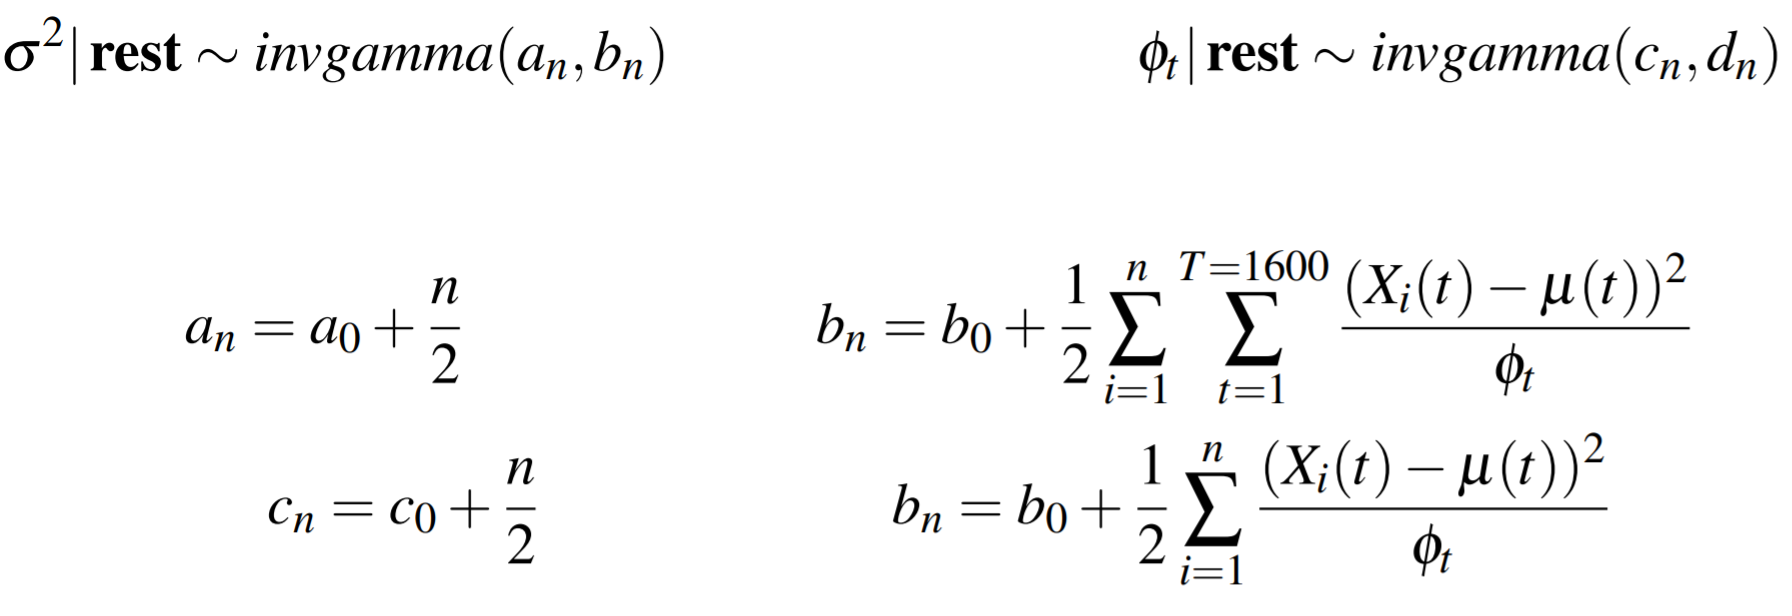 σ²|rest ∼ invgamma(aₙ,bₙ) ϕₜ|rest ∼ invgamma(cₙ,dₙ)
aₙ = a₀ + n/2 bₙ = b₀ + 1/2 ∑_{i=1}^{n} ∑_{t=1}^{T=1600} (Xᵢ(t) − μ(t))²/ϕₜ
cₙ = c₀ + n/2 bₙ = b₀ + 1/2 ∑_{i=1}^{n} (Xᵢ(t) − μ(t))²/ϕₜ